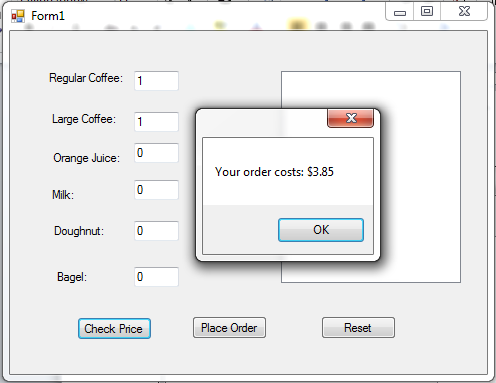 Form1
Regular Coffee: 1
Large Coffee: 1
Orange Juice: 0
Milk: 0
Doughnut: 0
Bagel: 0
Your order costs: $3.85
OK
Check Price Place Order Reset